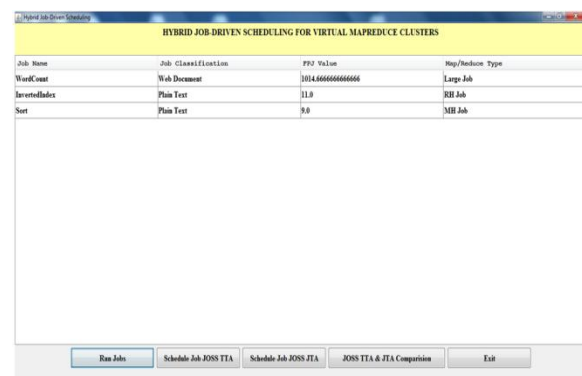 Hybrid Job-Driven Scheduling
HYBRID JOB-DRIVEN SCHEDULING FOR VIRTUAL MAPREDUCE CLUSTERS
Job Name Job Classification FPJ Value Map/Reduce Type
WordCount Web Document 1014.6666666666666 Large Job
InvertedIndex Plain Text 11.0 RH Job
Sort Plain Text 9.0 MH Job
Run Jobs Schedule Job JOSS TTA Schedule Job JOSS JTA JOSS TTA & JTA Comparision Exit